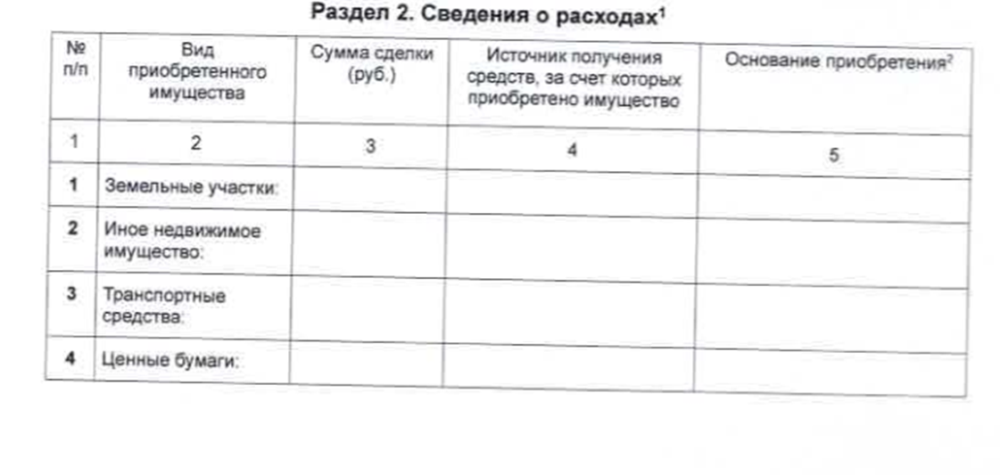 Раздел 2. Сведения о расходах¹
№
п/п
Вид
приобретенного
имущества
Сумма сделки
(руб.)
Источник получения
средств, за счет которых
приобретено имущество
Основание приобретения²
1
2
3
4
5
1
Земельные участки:
2
Иное недвижимое
имущество:
3
Транспортные
средства:
4
Ценные бумаги: